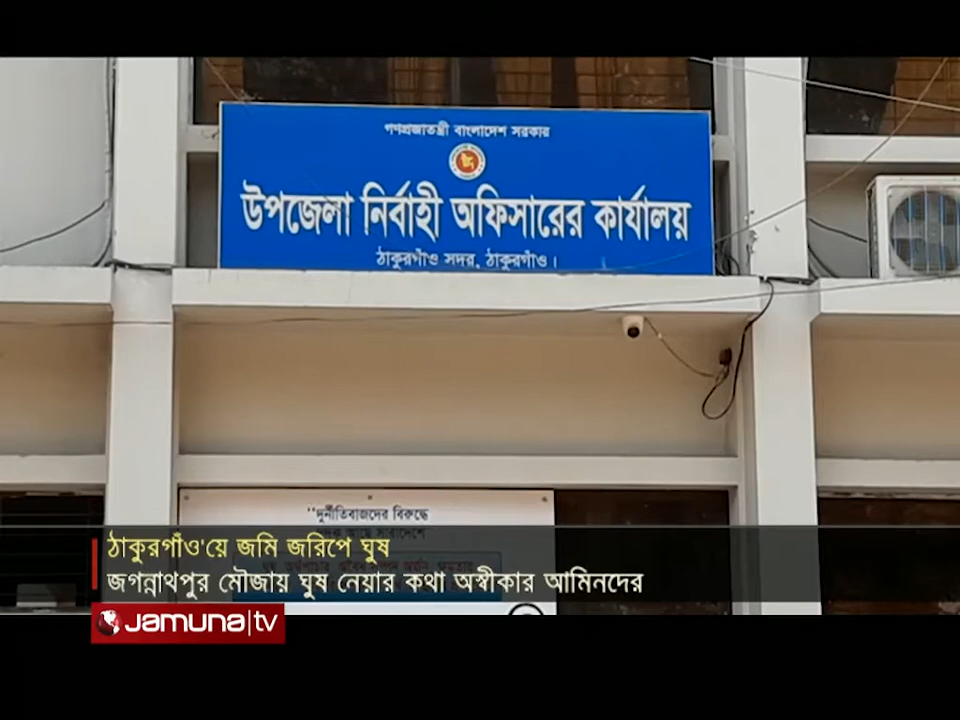 গণপ্রজাতন্ত্রী বাংলাদেশ সরকার
উপজেলা নির্বাহী অফিসারের কার্যালয়
ঠাকুরগাঁও সদর, ঠাকুরগাঁও।
"দুর্নীতিবাজদের বিরুদ্ধে
ঠাকুরগাঁও'য়ে জমি জরিপে ঘুষ
জগন্নাথপুর মৌজায় ঘুষ নেয়ার কথা অস্বীকার আমিনদের
Jamuna|tv